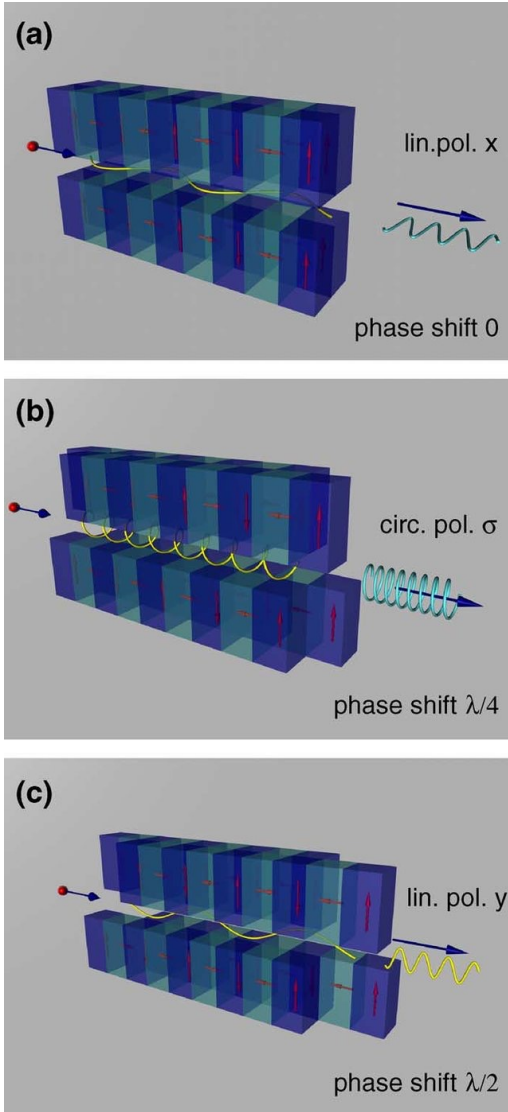 (a)
lin.pol. x
phase shift 0
(b)
circ. pol. σ
phase shift λ/4
(c)
lin. pol. y
phase shift λ/2